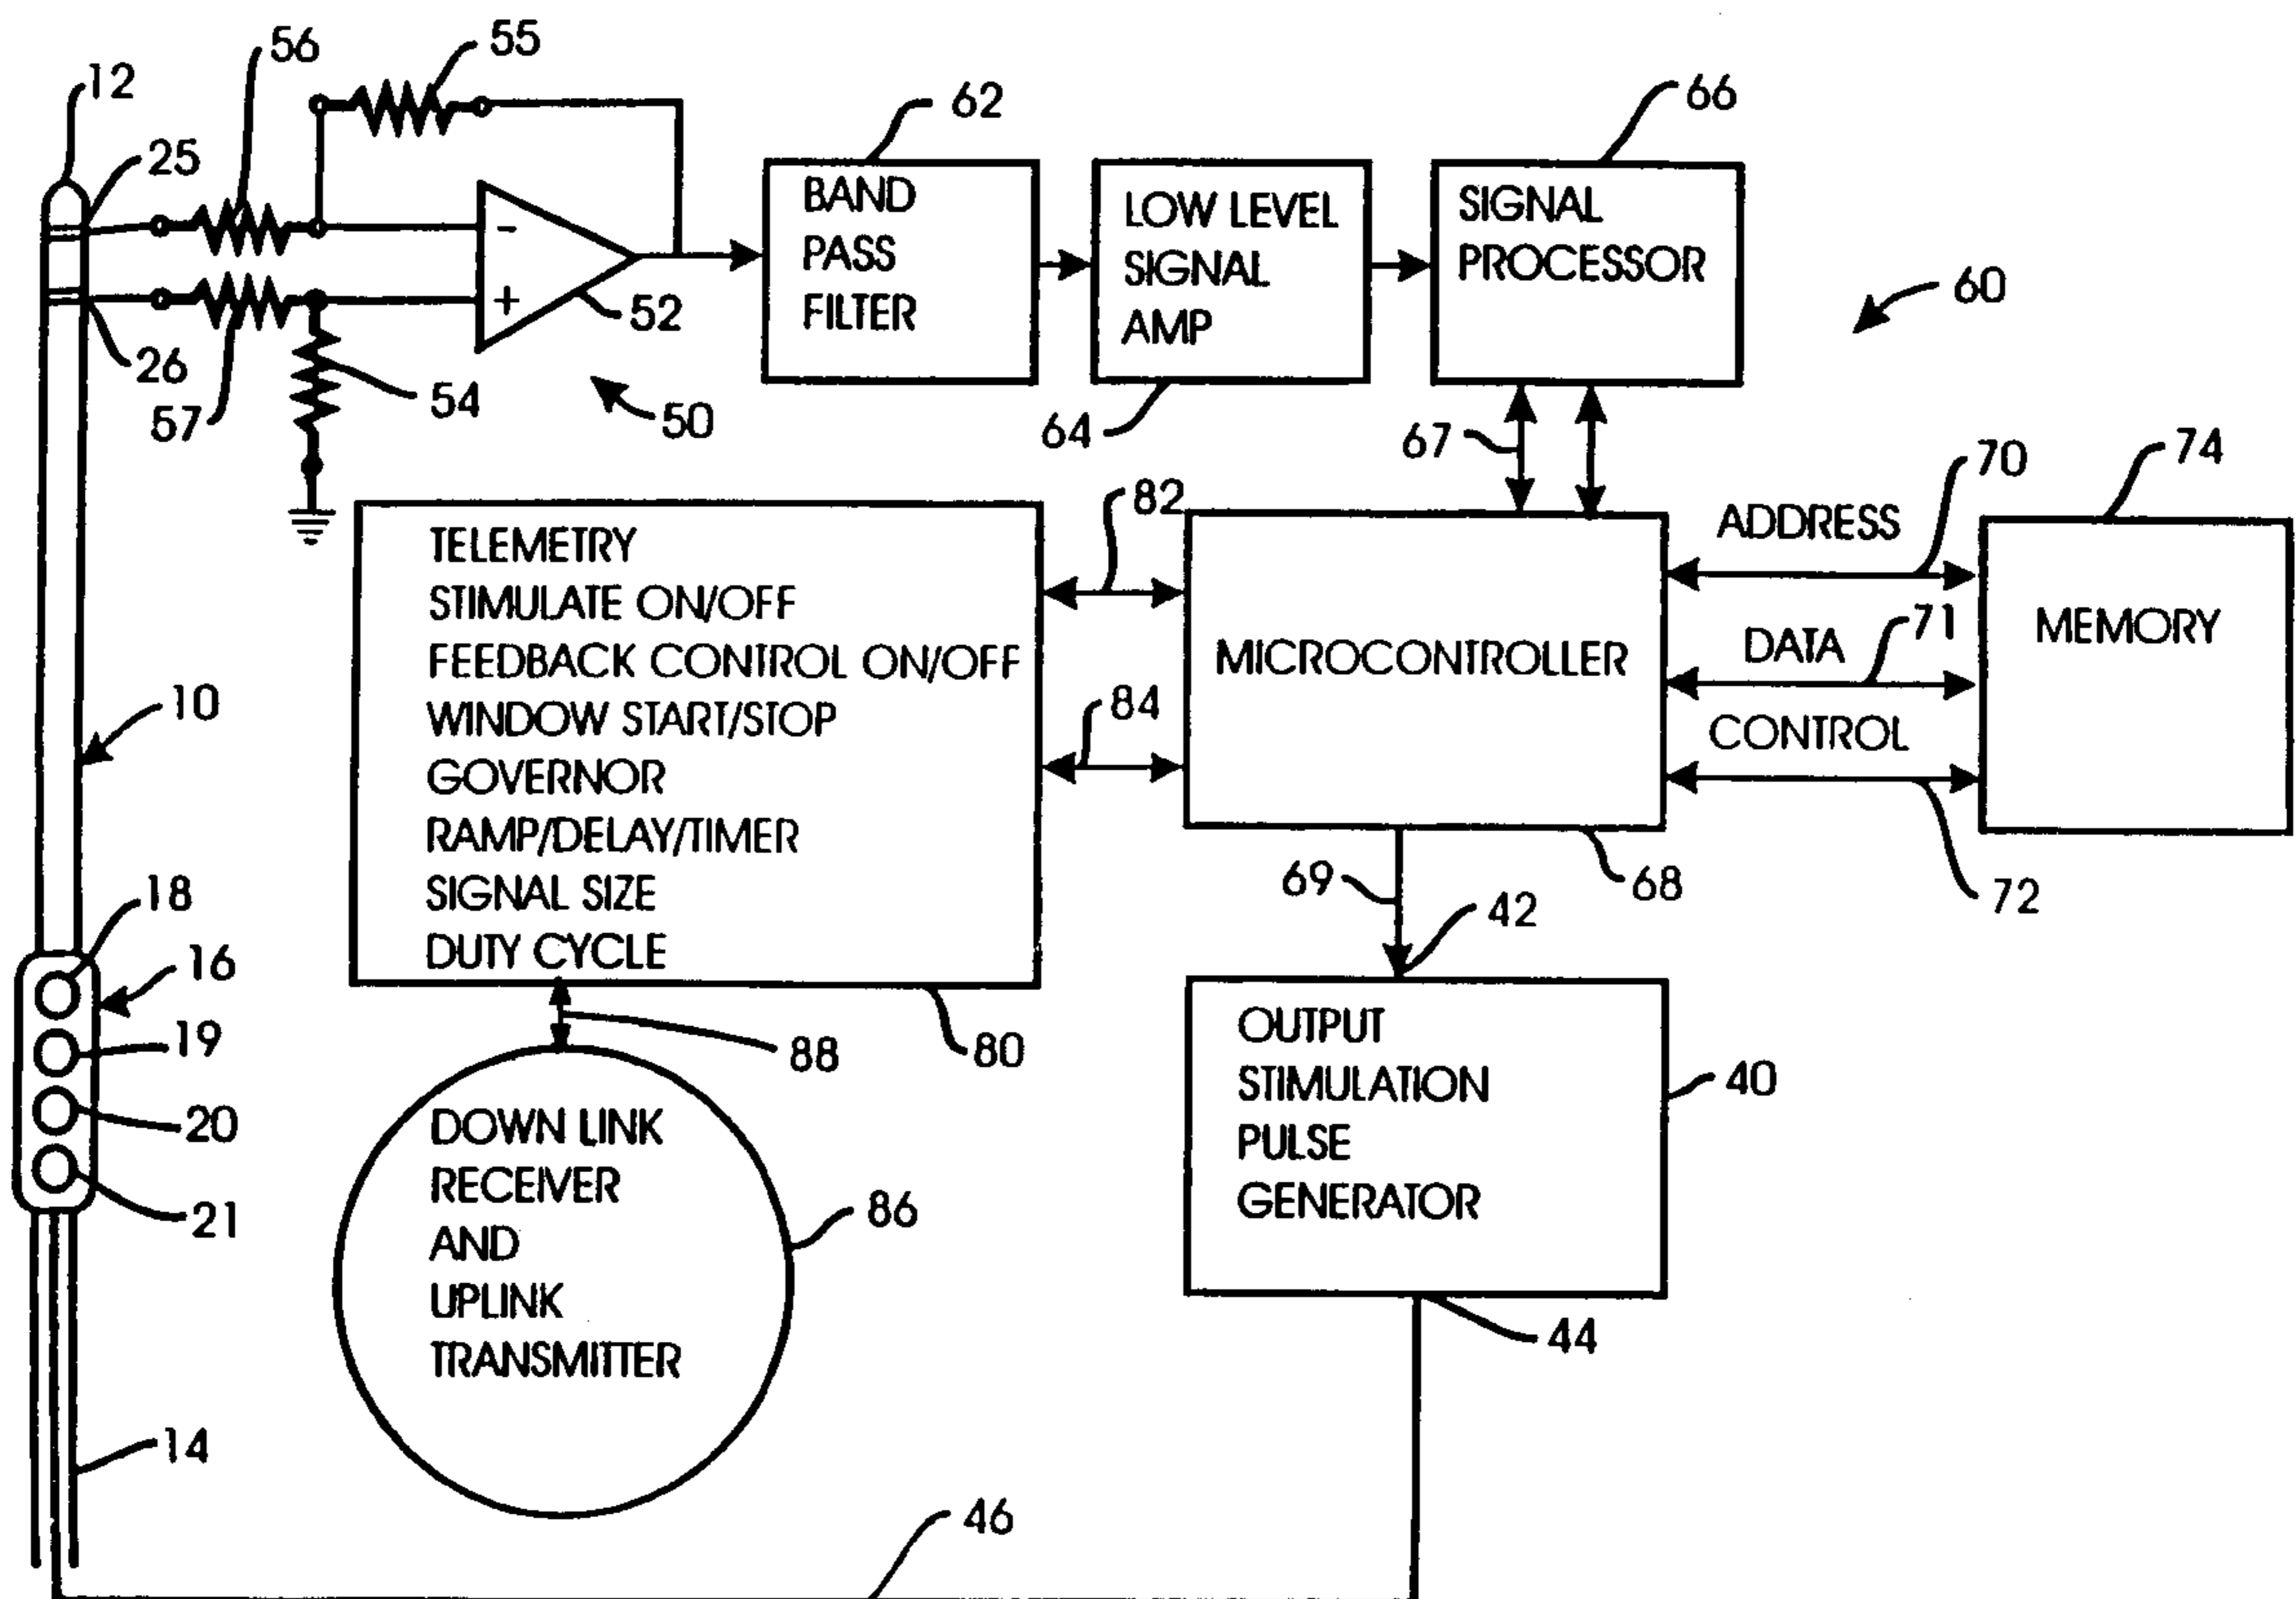 56
55
12
62
66
25
BAND
PASS
FILTER
LOW LEVEL
SIGNAL
AMP
SIGNAL
PROCESSOR
-
+
52
60
26
57
54
50
64
67
70
74
82
ADDRESS
TELEMETRY
STIMULATE ON/OFF
FEEDBACK CONTROL ON/OFF
WINDOW START/STOP
GOVERNOR
RAMP/DELAY/TIMER
SIGNAL SIZE
DUTY CYCLE
MICROCONTROLLER
DATA
71
MEMORY
10
84
CONTROL
69
68
72
18
42
16
19
88
80
OUTPUT
STIMULATION
PULSE
GENERATOR
40
20
21
DOWN LINK
RECEIVER
AND
UPLINK
TRANSMITTER
86
44
14
46